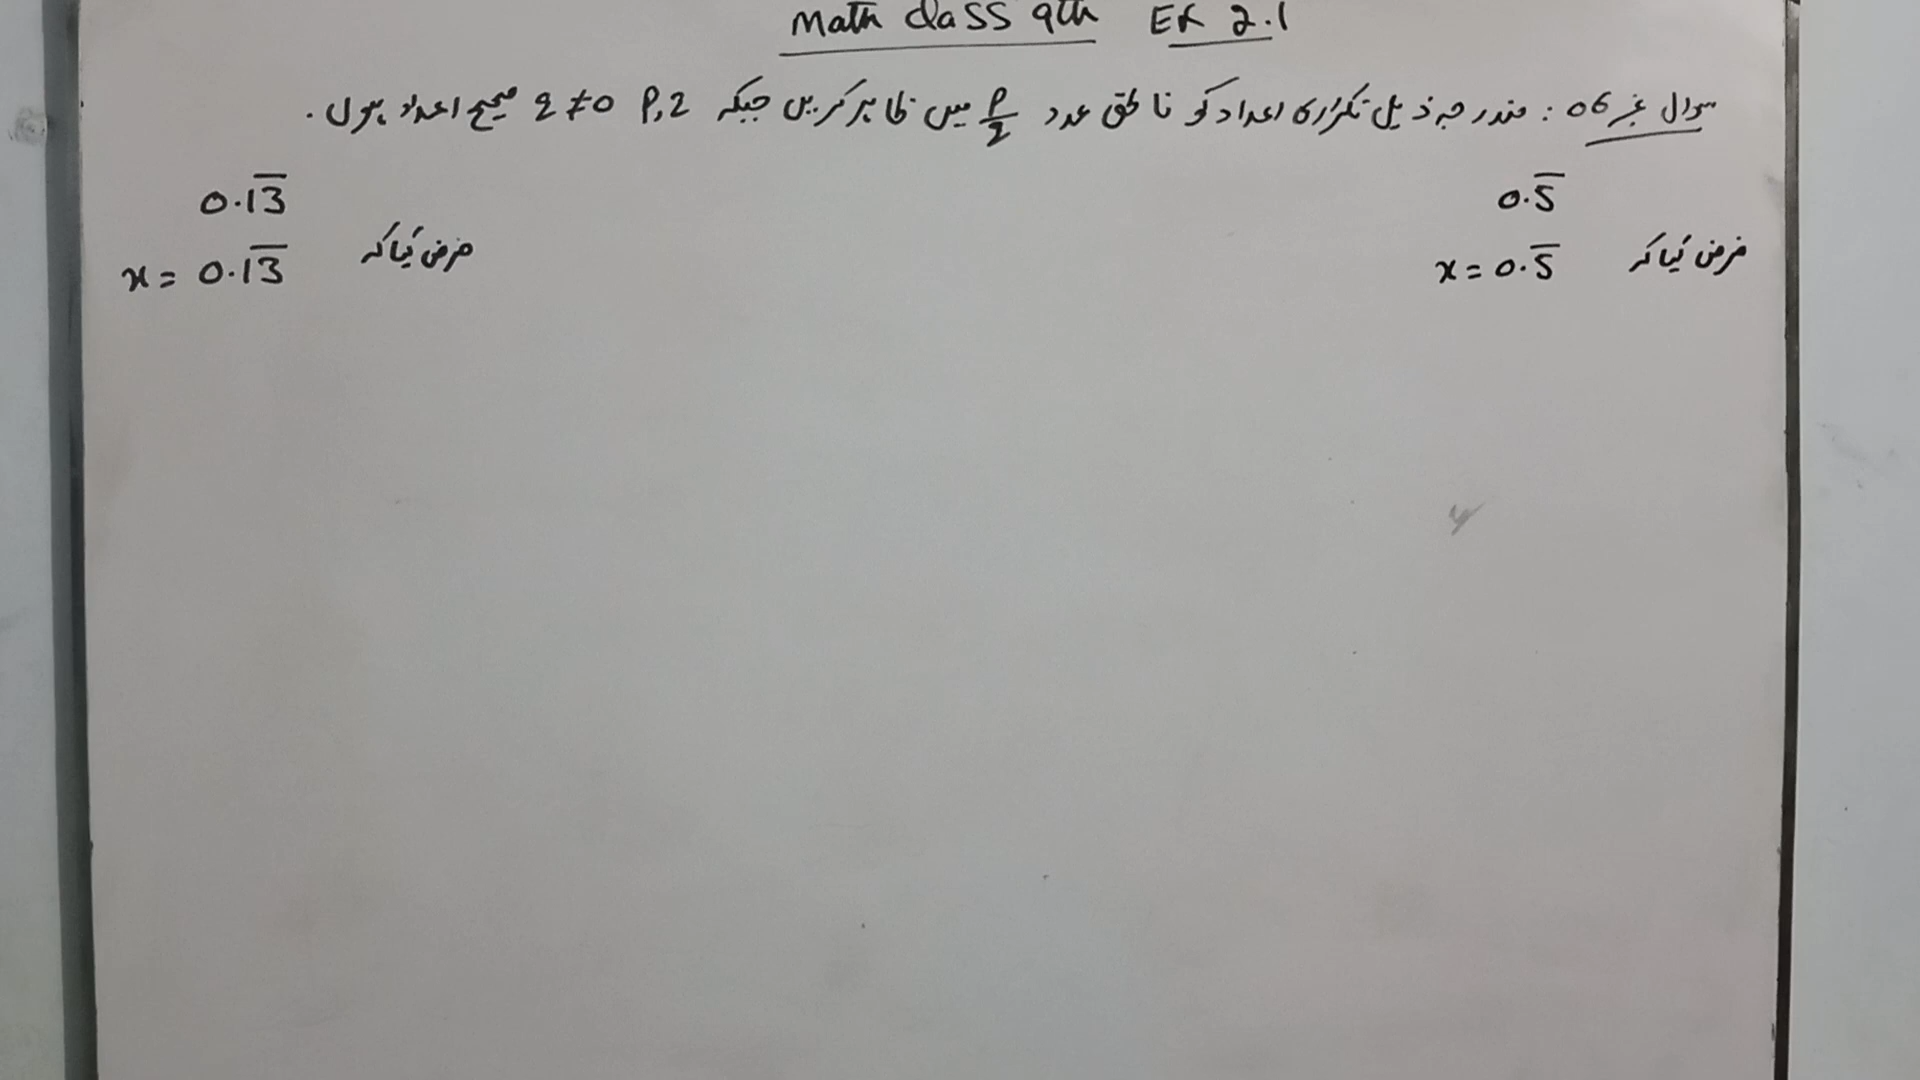 Math class 9th Ex 2.1
سوال نمبر 06 : مندرجہ ذیل تکراری اعداد کو ناطق عدد p/q میں ظاہر کریں جبکہ p,q q≠0 صحیح اعداد ہوں ۔
0.5̅
فرض کیا کہ x = 0.5̅
0.1̅3̅
فرض کیا کہ x = 0.1̅3̅